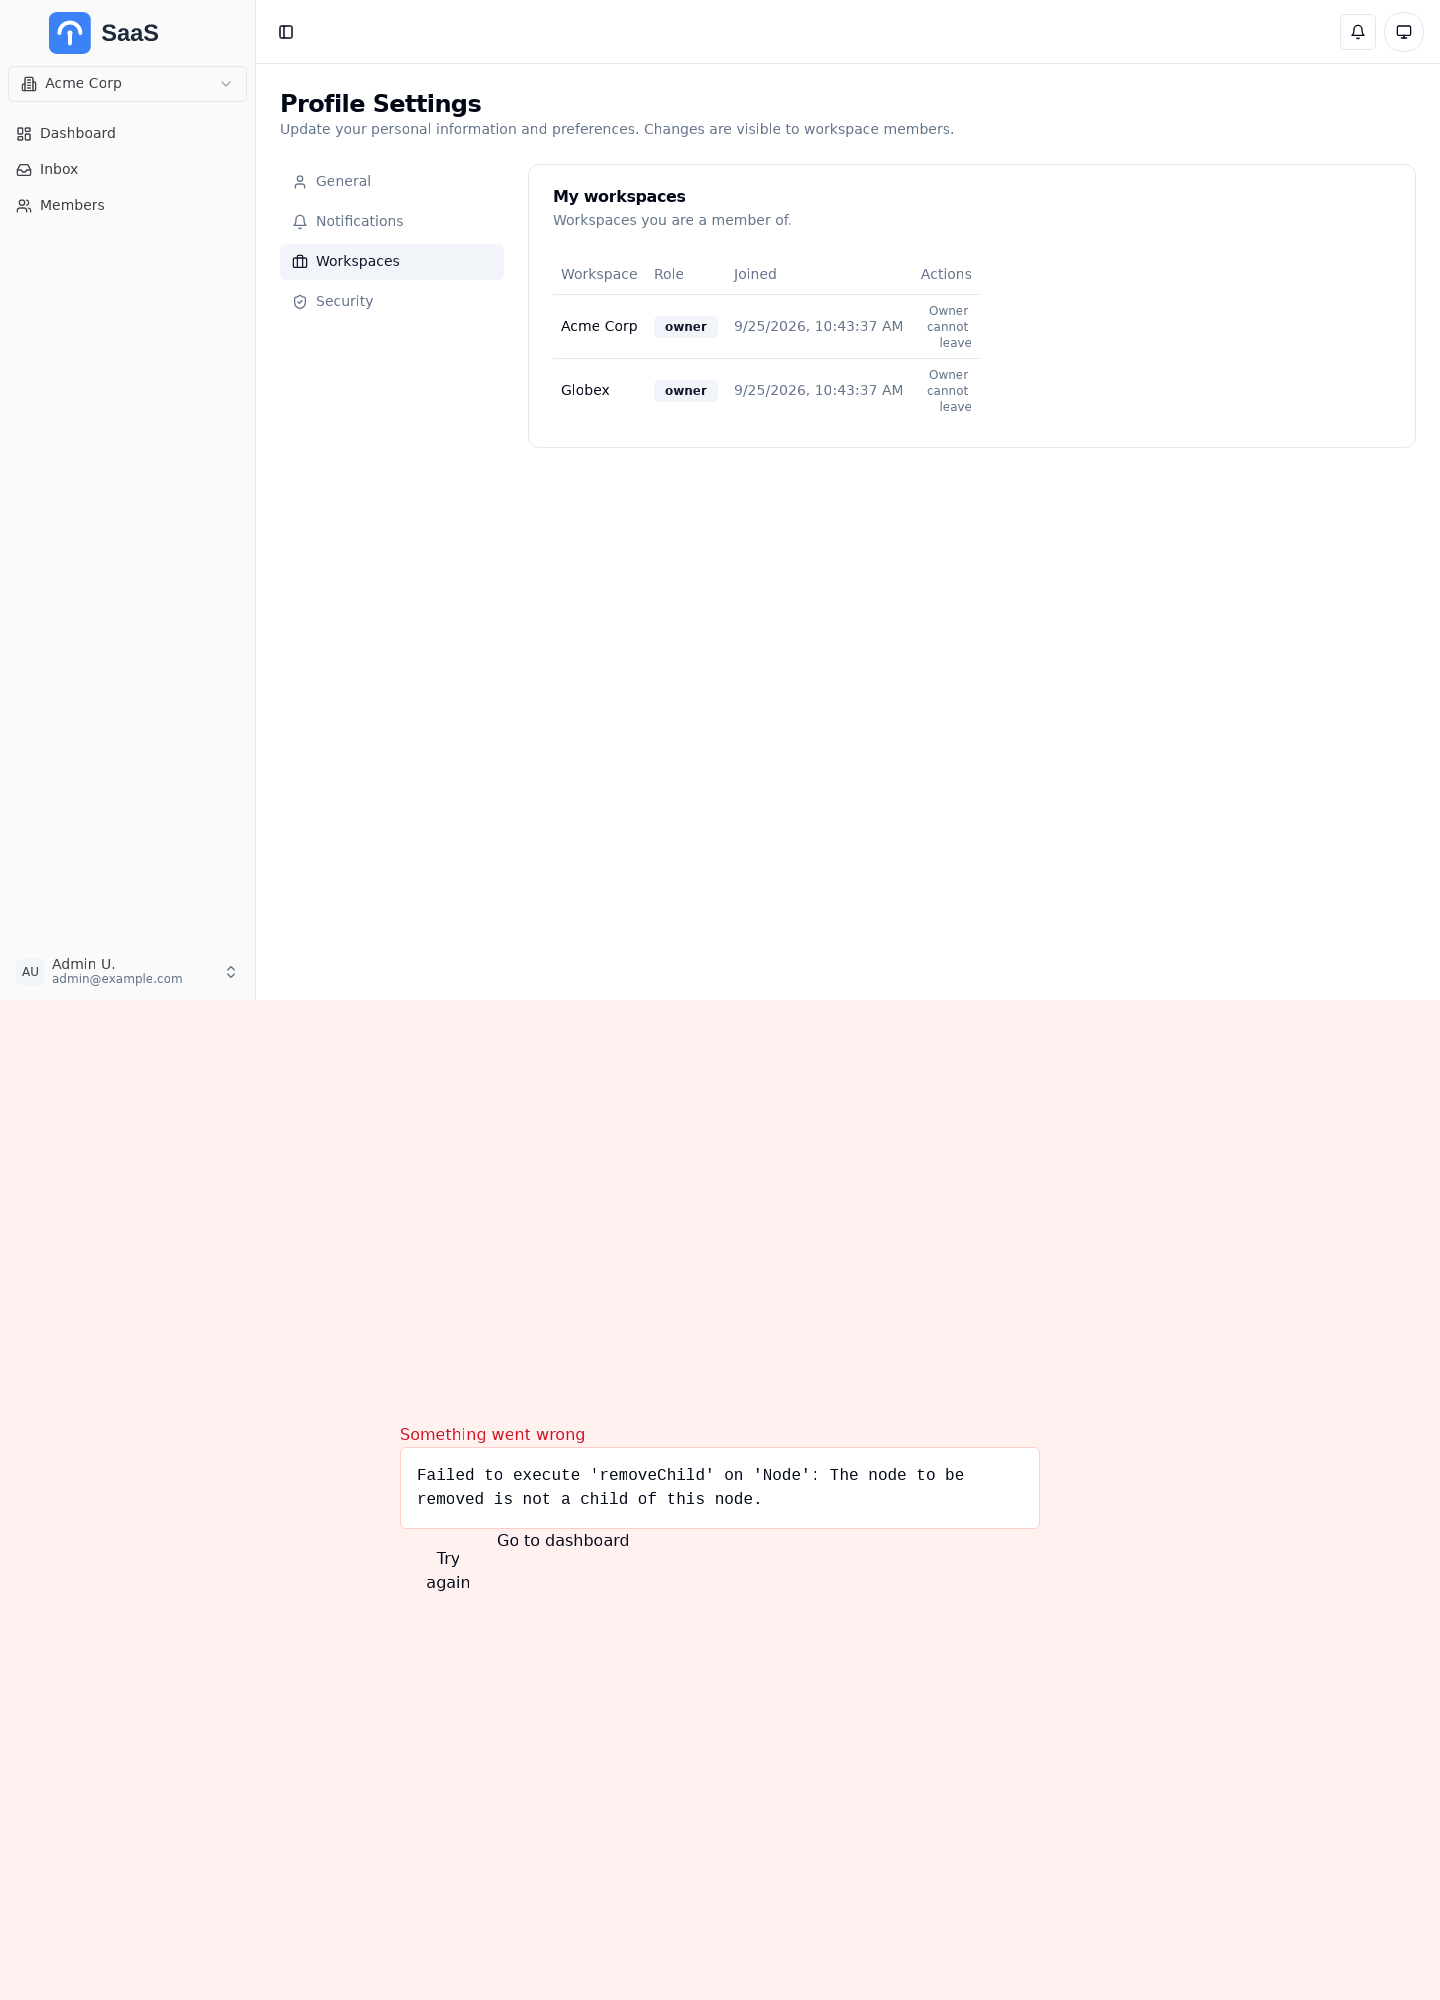 SaaS
Acme Corp
Dashboard
Inbox
Members
Admin U.
AU
admin@example.com
Profile Settings
Update your personal information and preferences. Changes are visible to workspace members.
General
Notifications
Workspaces
Security
My workspaces
Workspaces you are a member of.
Workspace Role Joined Actions
Acme Corp owner 9/25/2026, 10:43:37 AM Owner
cannot
leave
Globex owner 9/25/2026, 10:43:37 AM Owner
cannot
leave
Something went wrong
Failed to execute 'removeChild' on 'Node': The node to be
removed is not a child of this node.
Try
again
Go to dashboard